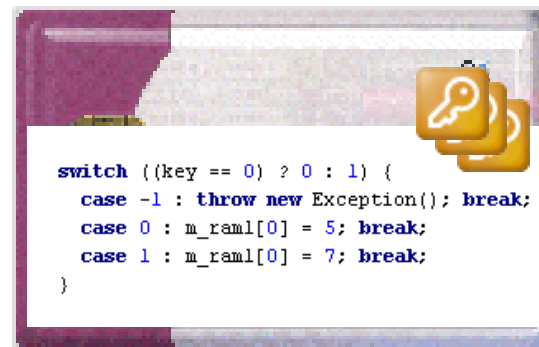 switch ((key == 0) ? 0 : 1) {
case -1 : throw new Exception(); break;
case 0 : m_ram1[0] = 5; break;
case 1 : m_ram1[0] = 7; break;
}